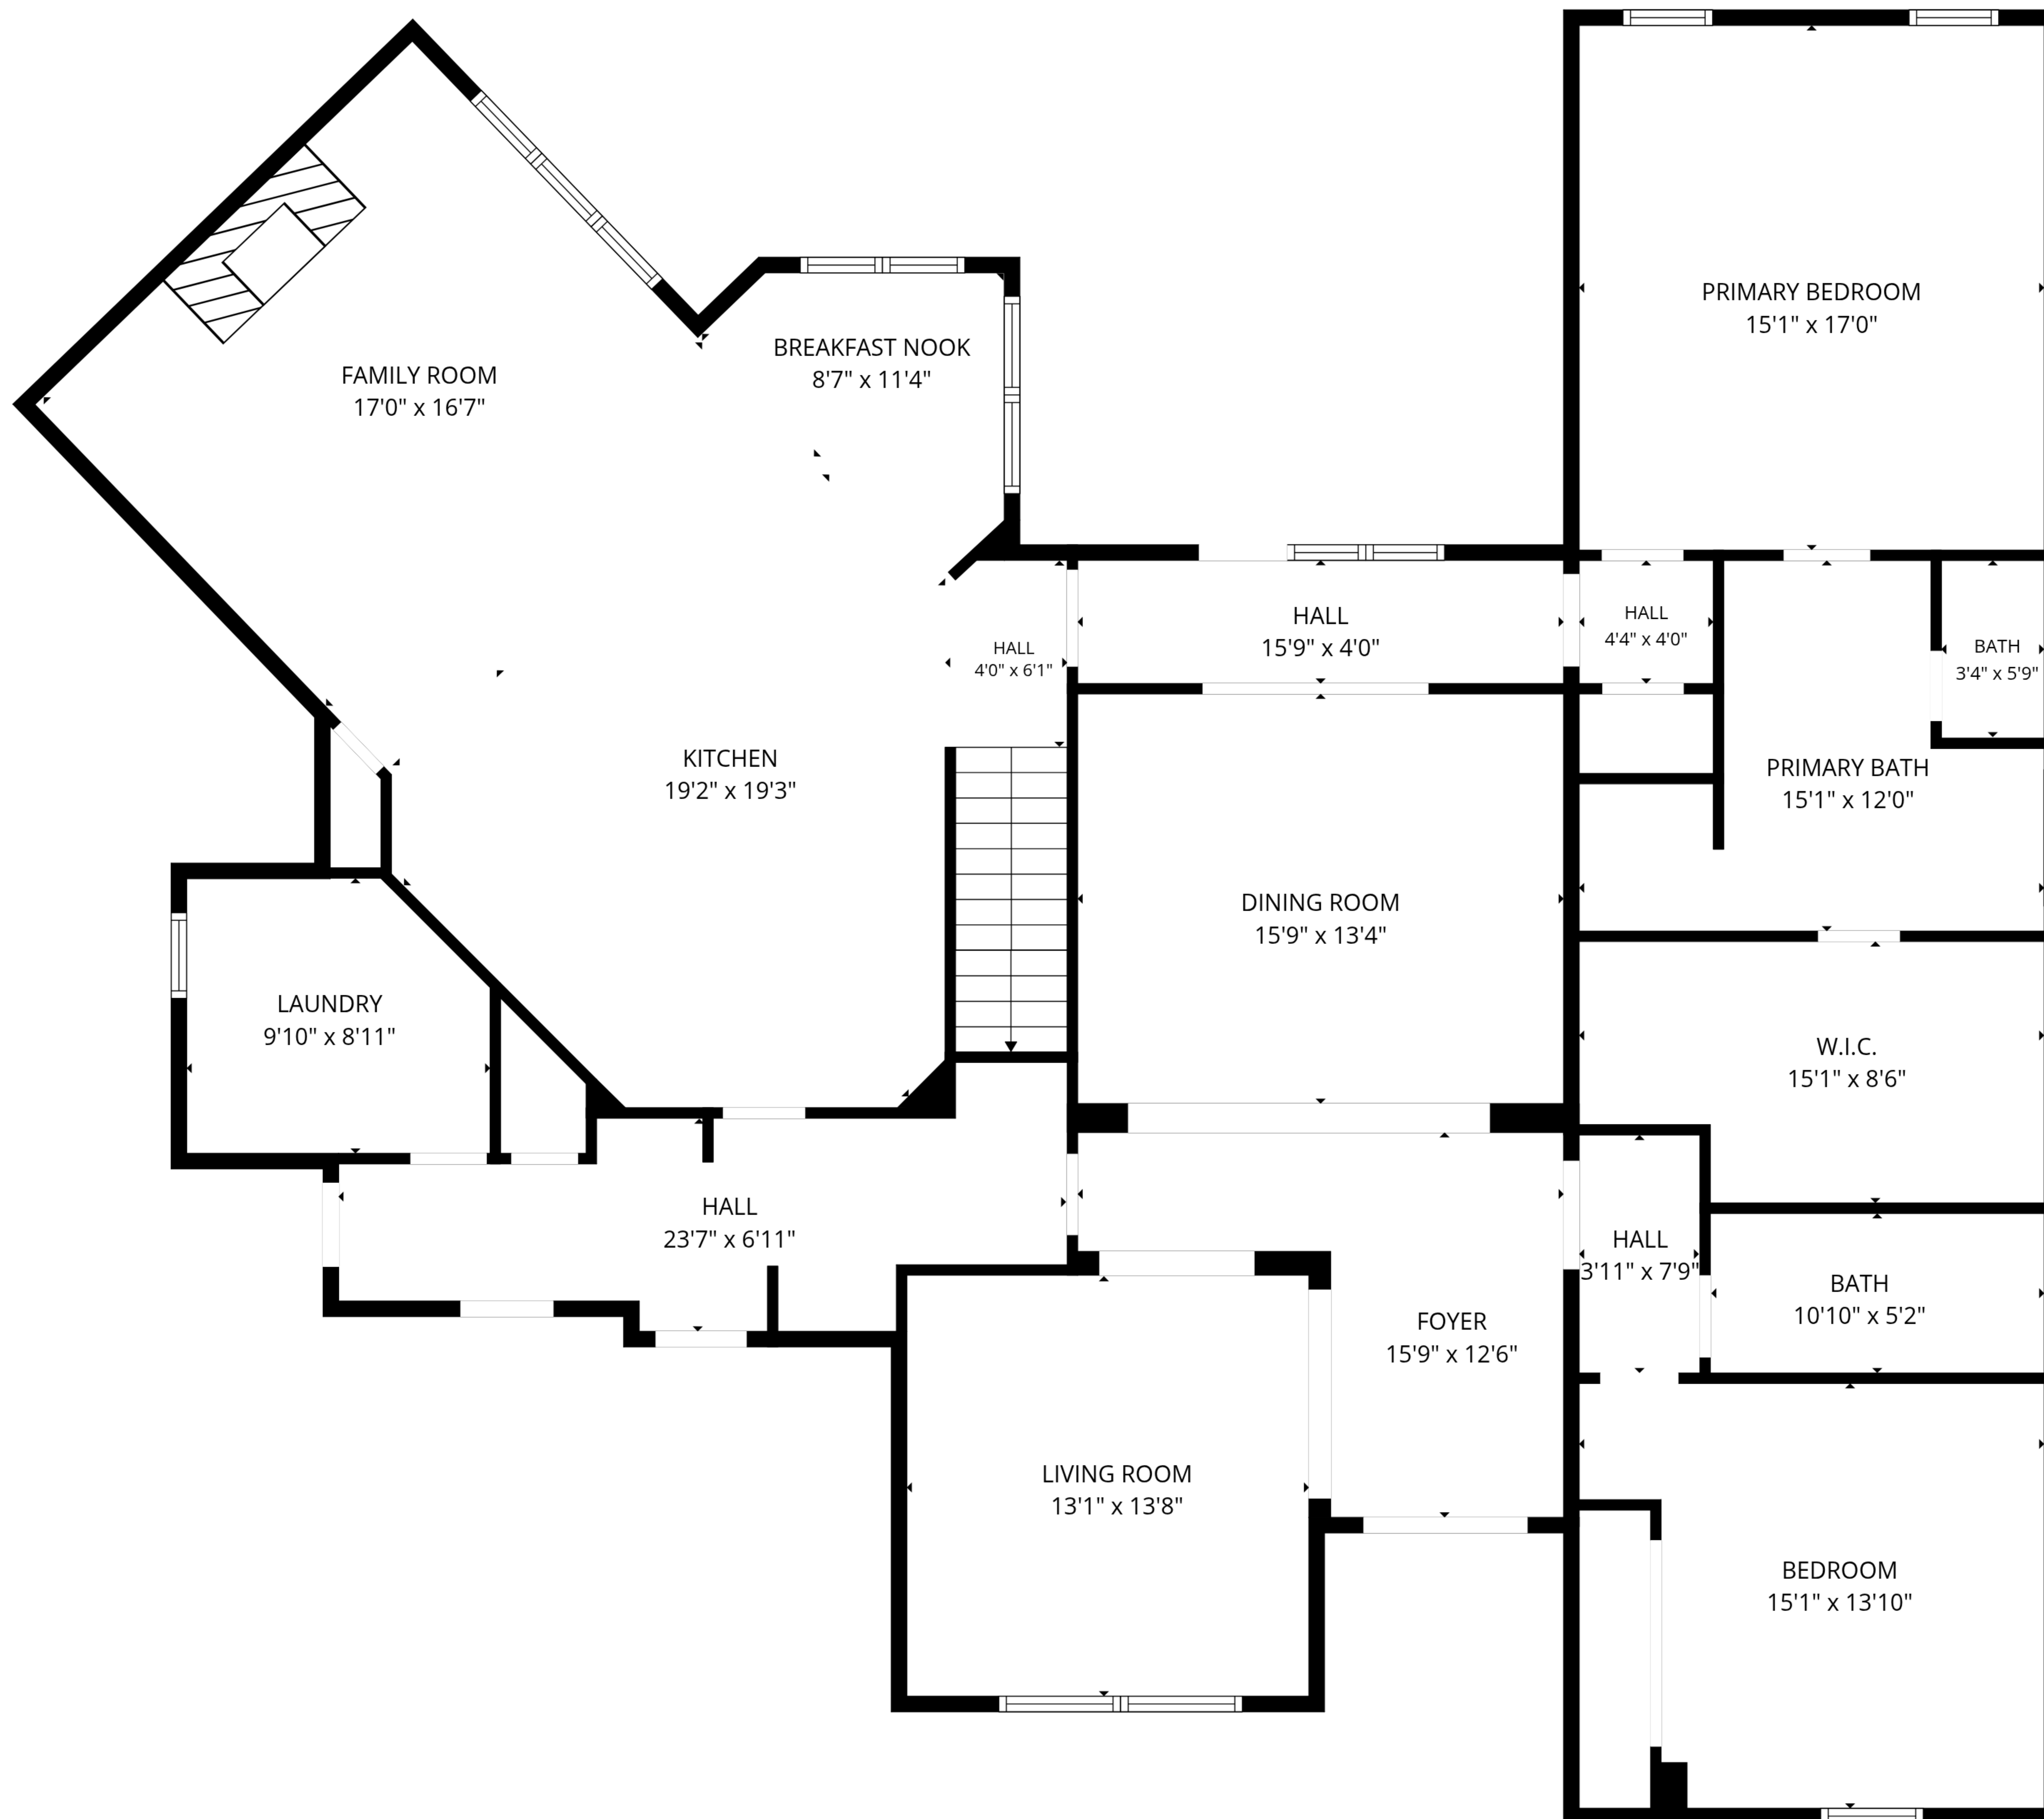 PRIMARY BEDROOM
15'1" x 17'0"
BREAKFAST NOOK
8'7" x 11'4"
FAMILY ROOM
17'0" x 16'7"
HALL
15'9" x 4'0"
HALL
4'4" x 4'0"
HALL
4'0" x 6'1"
BATH
3'4" x 5'9"
KITCHEN
19'2" x 19'3"
PRIMARY BATH
15'1" x 12'0"
DINING ROOM
15'9" x 13'4"
LAUNDRY
9'10" x 8'11"
W.I.C.
15'1" x 8'6"
HALL
23'7" x 6'11"
HALL
3'11" x 7'9"
BATH
10'10" x 5'2"
FOYER
15'9" x 12'6"
LIVING ROOM
13'1" x 13'8"
BEDROOM
15'1" x 13'10"